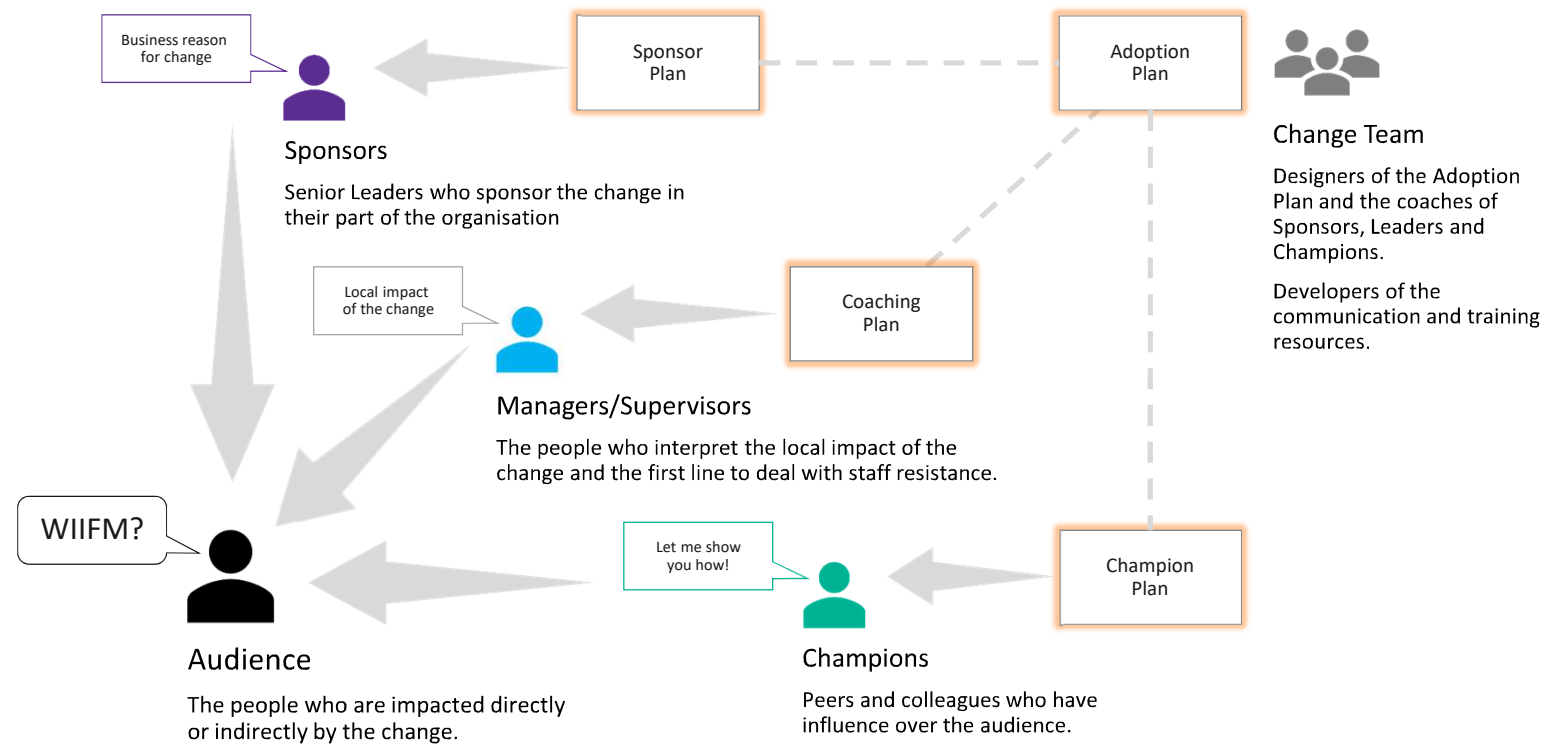 Business reason
for change
Sponsor
Plan
Adoption
Plan
Sponsors
Senior Leaders who sponsor the change in
their part of the organisation
Change Team
Designers of the Adoption
Plan and the coaches of
Sponsors, Leaders and
Champions.
Developers of the
communication and training
resources.
Local impact
of the change
Coaching
Plan
Managers/Supervisors
The people who interpret the local impact of the
change and the first line to deal with staff resistance.
WIIFM?
Let me show
you how!
Champion
Plan
Audience
The people who are impacted directly
or indirectly by the change.
Champions
Peers and colleagues who have
influence over the audience.